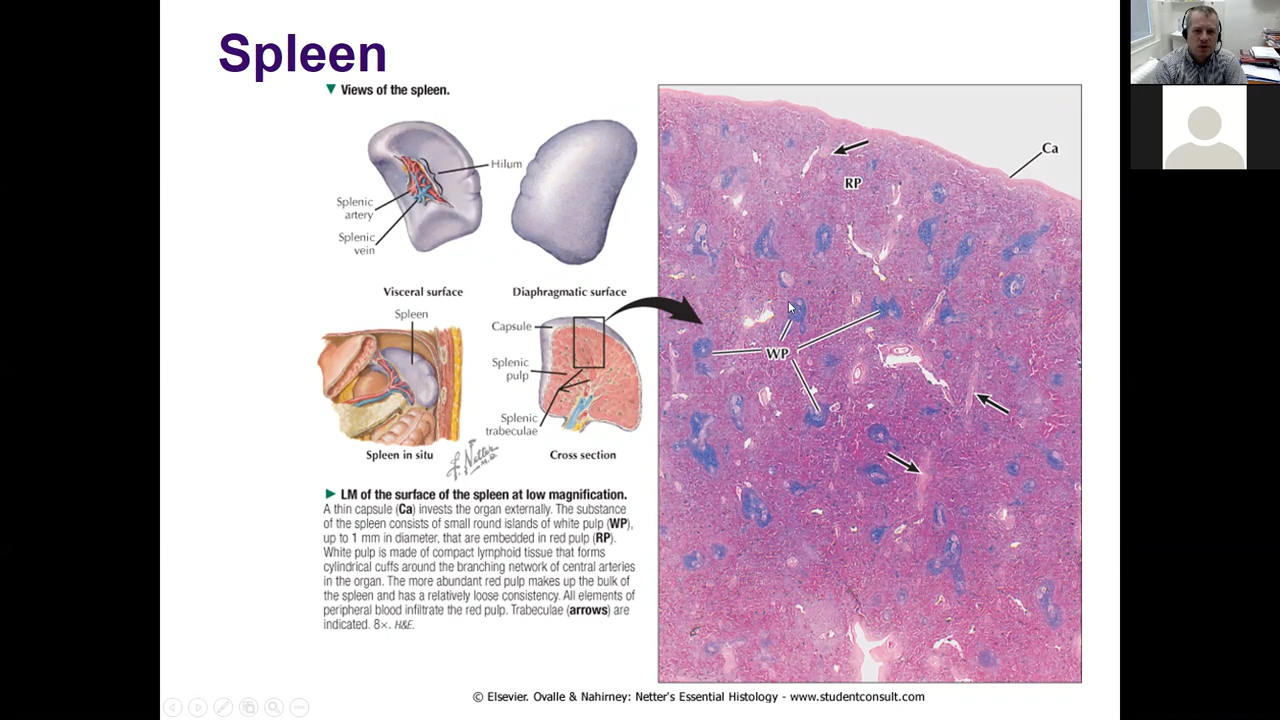 Spleen
▼ Views of the spleen.
Hilum
Splenic
artery
Splenic
vein
Visceral surface
Diaphragmatic surface
Spleen
Capsule
Splenic
pulp
Splenic
trabeculae
Spleen in situ
F. Netter
M.D.
Cross section
► LM of the surface of the spleen at low magnification.
A thin capsule (Ca) invests the organ externally. The substance
of the spleen consists of small round islands of white pulp (WP),
up to 1 mm in diameter, that are embedded in red pulp (RP).
White pulp is made of compact lymphoid tissue that forms
cylindrical cuffs around the branching network of central arteries
in the organ. The more abundant red pulp makes up the bulk of
the spleen and has a relatively loose consistency. All elements of
peripheral blood infiltrate the red pulp. Trabeculae (arrows) are
indicated. 8×. H&E.
Ca
RP
WP
© Elsevier. Ovalle & Nahirney: Netter's Essential Histology - www.studentconsult.com